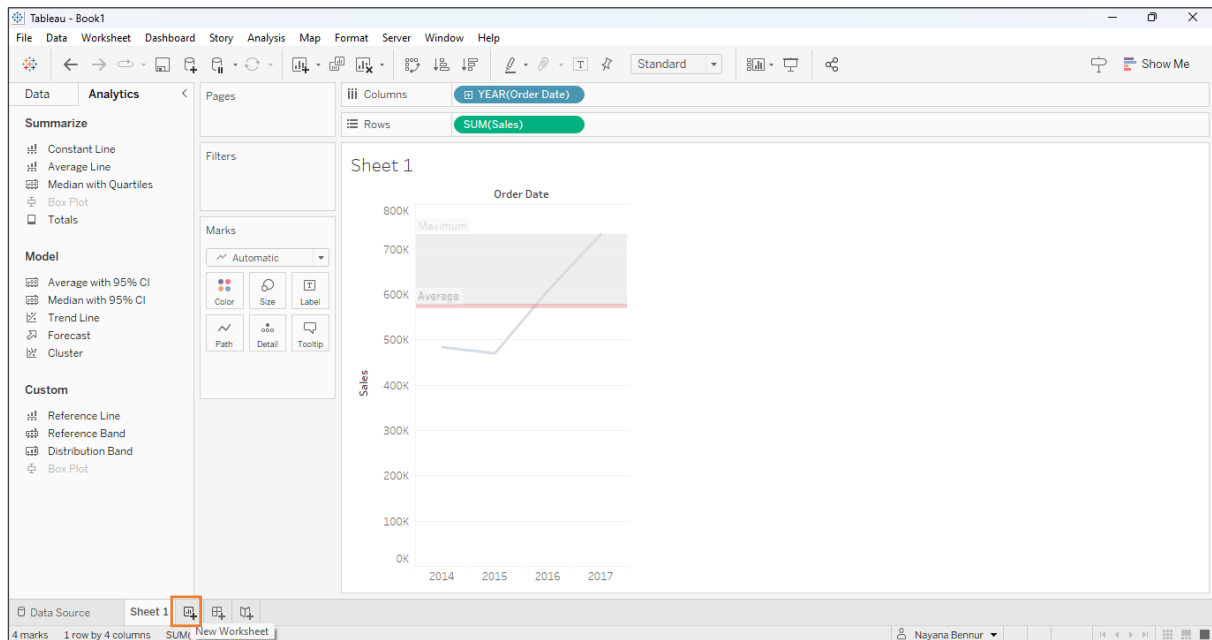 Tableau - Book1
File Data Worksheet Dashboard Story Analysis Map Format Server Window Help
Standard
Show Me
Data Analytics
Summarize
Constant Line
Average Line
Median with Quartiles
Box Plot
Totals
Model
Average with 95% CI
Median with 95% CI
Trend Line
Forecast
Cluster
Custom
Reference Line
Reference Band
Distribution Band
Box Plot
Pages
Filters
Marks
Automatic
Color Size Label
Path Detail Tooltip
Columns YEAR(Order Date)
Rows SUM(Sales)
Sheet 1
Order Date
Sales
800K
Maximum
700K
600K
Average
500K
400K
300K
200K
100K
0K
2014 2015 2016 2017
Data Source Sheet 1
New Worksheet
4 marks 1 row by 4 columns SUM(
Nayana Bennur